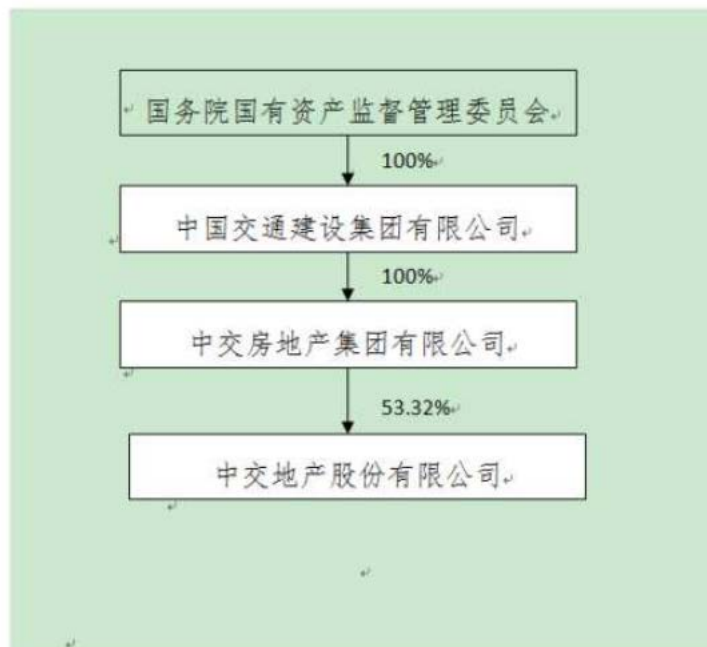 国务院国有资产监督管理委员会
100%
中国交通建设集团有限公司
100%
中交房地产集团有限公司
53.32%
中交地产股份有限公司